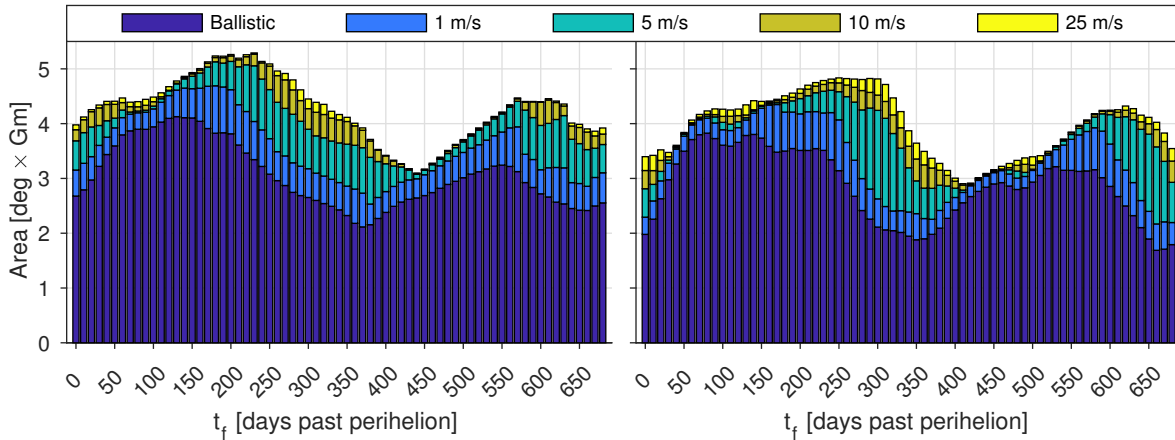 Ballistic 1 m/s 5 m/s 10 m/s 25 m/s
Area [deg × Gm]
5
4
3
2
1
0
0 50 100 150 200 250 300 350 400 450 500 550 600 650
0 50 100 150 200 250 300 350 400 450 500 550 600 650
t_f [days past perihelion] t_f [days past perihelion]